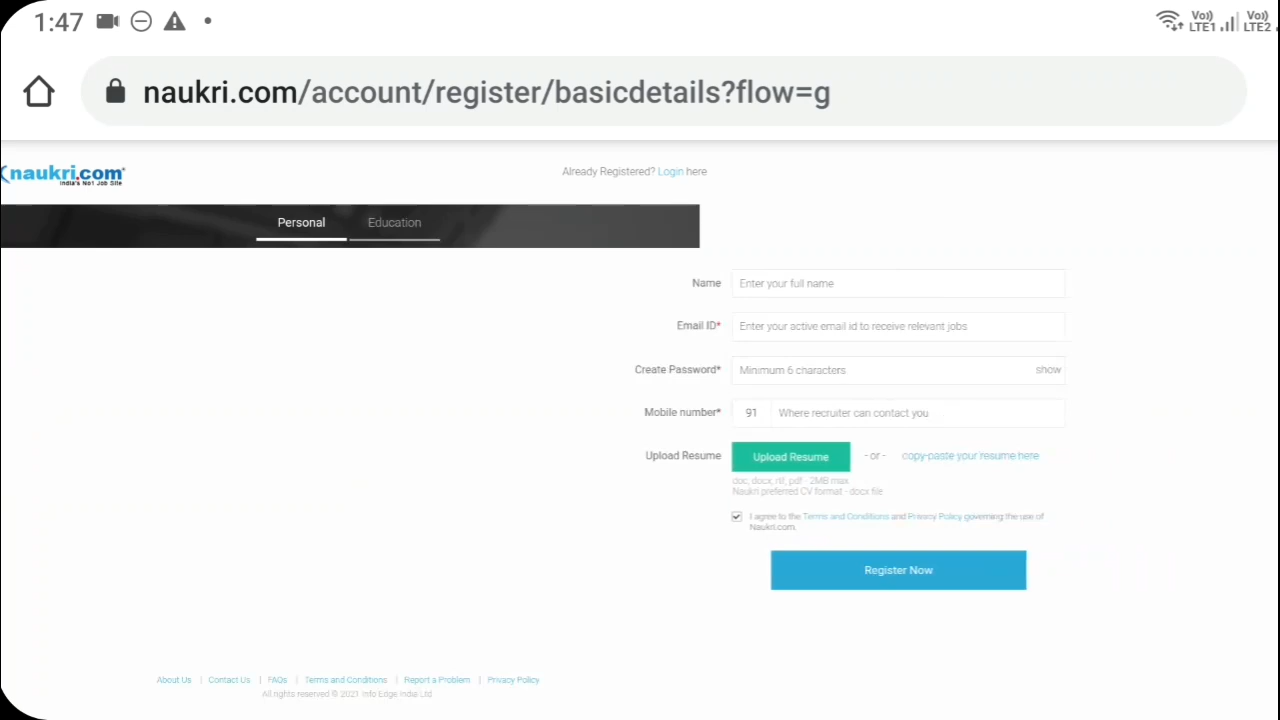 1:47
Vo) LTE1 Vo) LTE2
naukri.com/account/register/basicdetails?flow=g
naukri.com
India's No1 Job Site
Already Registered? Login here
Personal Education
Name Enter your full name
Email ID* Enter your active email id to receive relevant jobs
Create Password* Minimum 6 characters show
Mobile number* 91 Where recruiter can contact you
Upload Resume Upload Resume - or - copy-paste your resume here
doc, docx, rtf, pdf - 2MB max
Naukri preferred CV format - docx file
I agree to the Terms and Conditions and Privacy Policy governing the use of
Naukri.com.
Register Now
About Us | Contact Us | FAQs | Terms and Conditions | Report a Problem | Privacy Policy
All rights reserved © 2021 Info Edge India Ltd